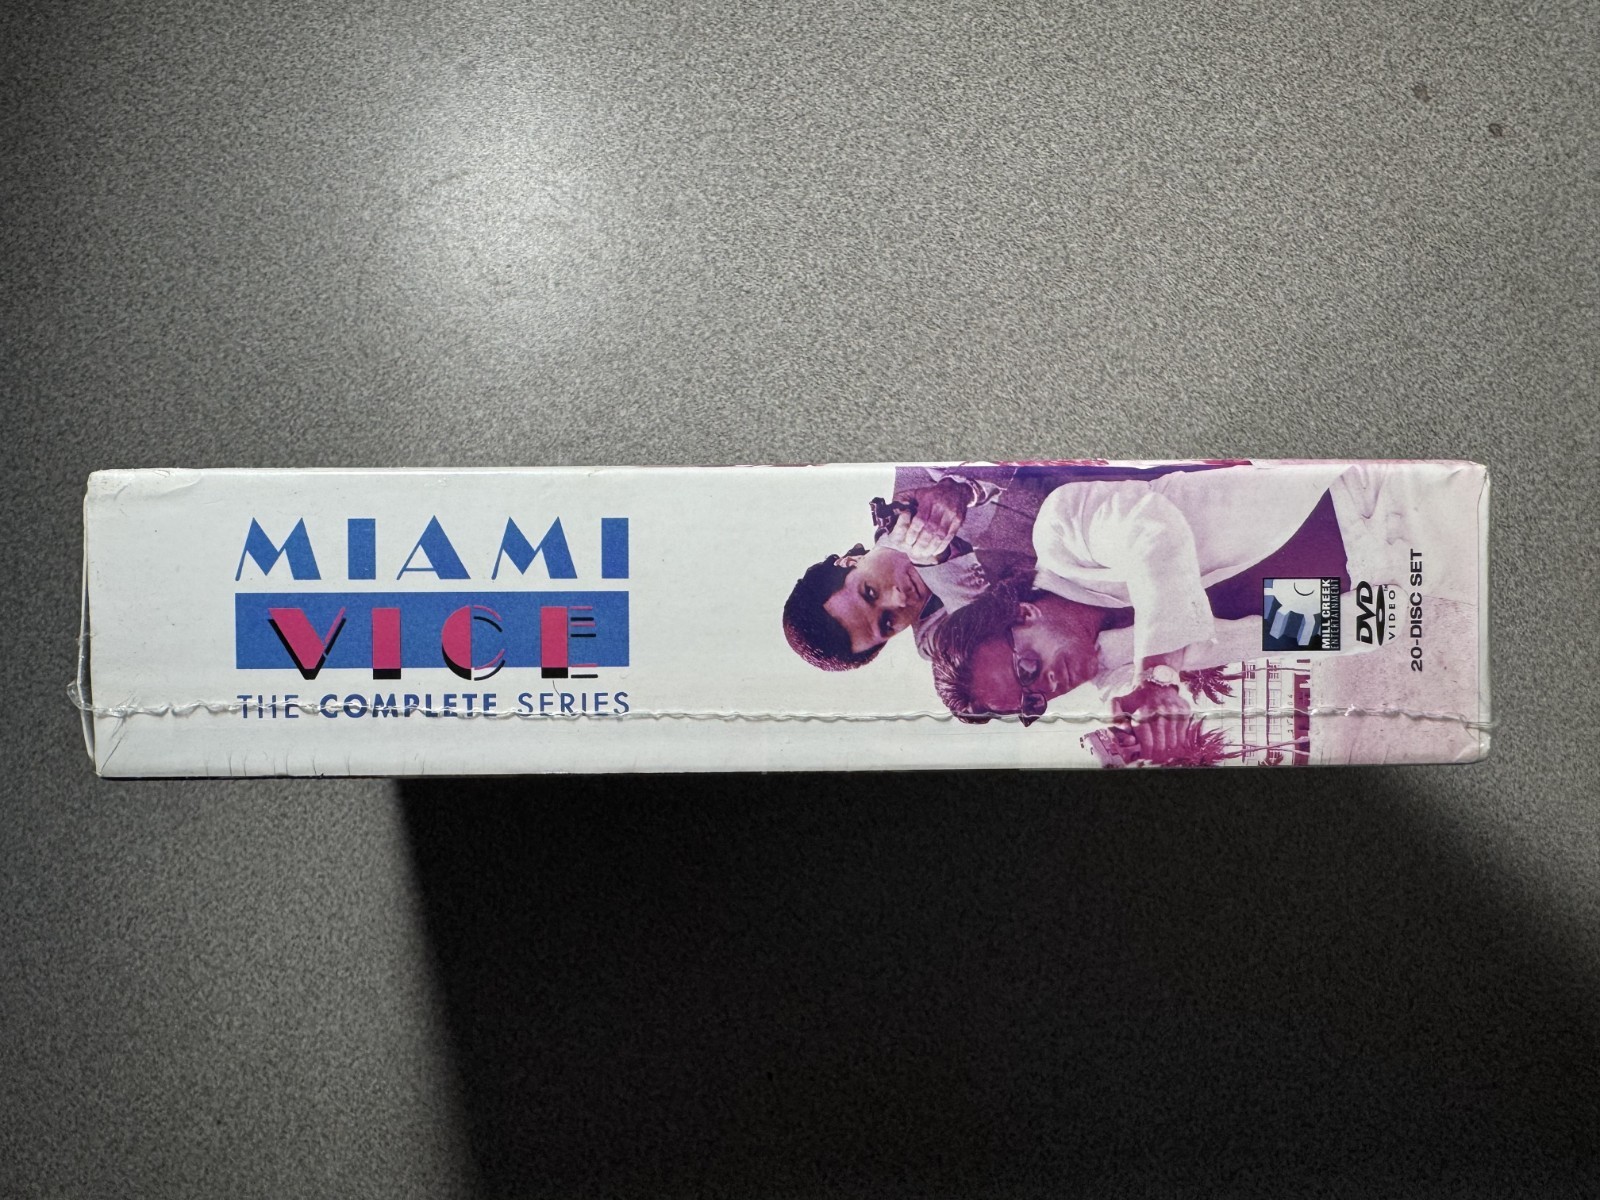 MIAMI
VICE
THE COMPLETE SERIES
MILL CREEK
ENTERTAINMENT
DVD
VIDEO
20-DISC SET